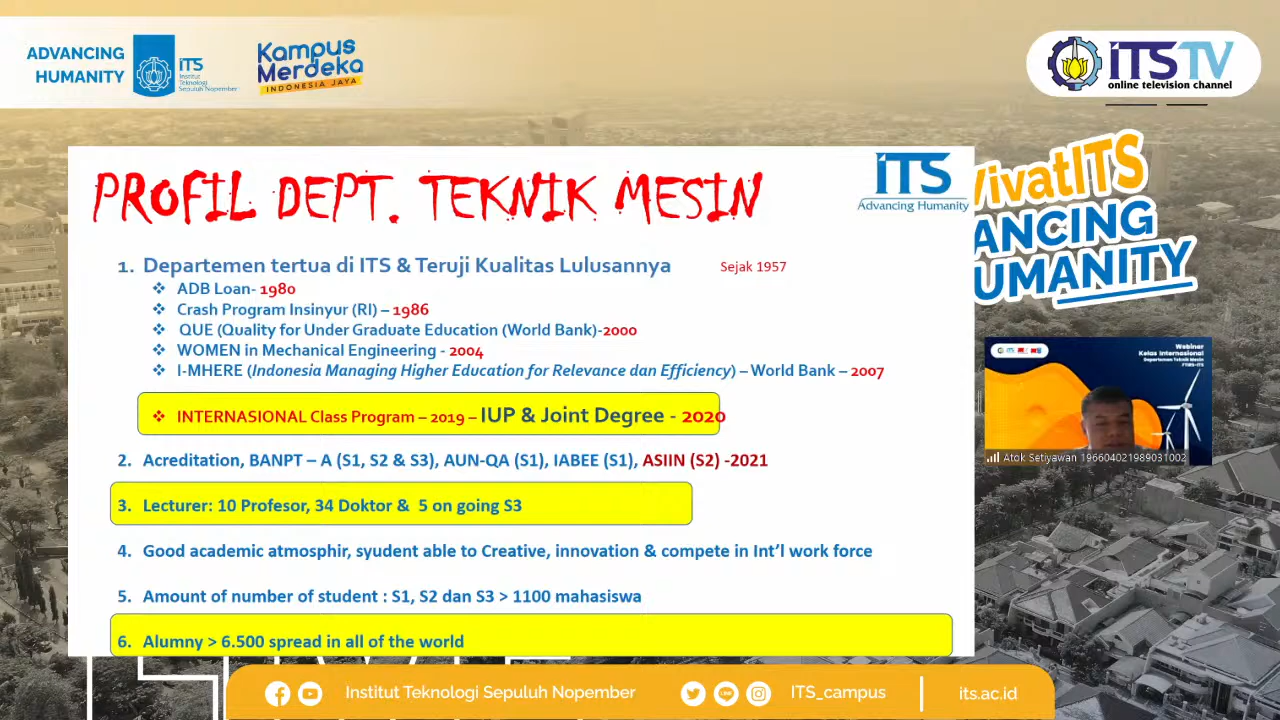 ADVANCING
HUMANITY
iTS
Institut
Teknologi
Sepuluh Nopember
Kampus
Merdeka
INDONESIA JAYA
iTSTV
online television channel
VivatITS
ANCING
UMANITY
PROFIL DEPT. TEKNIK MESIN
iTS
Advancing Humanity
1. Departemen tertua di ITS & Teruji Kualitas Lulusannya Sejak 1957
❖ ADB Loan- 1980
❖ Crash Program Insinyur (RI) – 1986
❖ QUE (Quality for Under Graduate Education (World Bank)-2000
❖ WOMEN in Mechanical Engineering - 2004
❖ I-MHERE (Indonesia Managing Higher Education for Relevance dan Efficiency) – World Bank – 2007
❖ INTERNASIONAL Class Program – 2019 – IUP & Joint Degree - 2020
2. Acreditation, BANPT – A (S1, S2 & S3), AUN-QA (S1), IABEE (S1), ASIIN (S2) -2021
3. Lecturer: 10 Profesor, 34 Doktor & 5 on going S3
4. Good academic atmosphir, syudent able to Creative, innovation & compete in Int'l work force
5. Amount of number of student : S1, S2 dan S3 > 1100 mahasiswa
6. Alumny > 6.500 spread in all of the world
Webinar
Kelas Internasional
Departemen Teknik Mesin
FTIRS-ITS
Atok Setiyawan 196604021989031002
Institut Teknologi Sepuluh Nopember
ITS_campus
its.ac.id